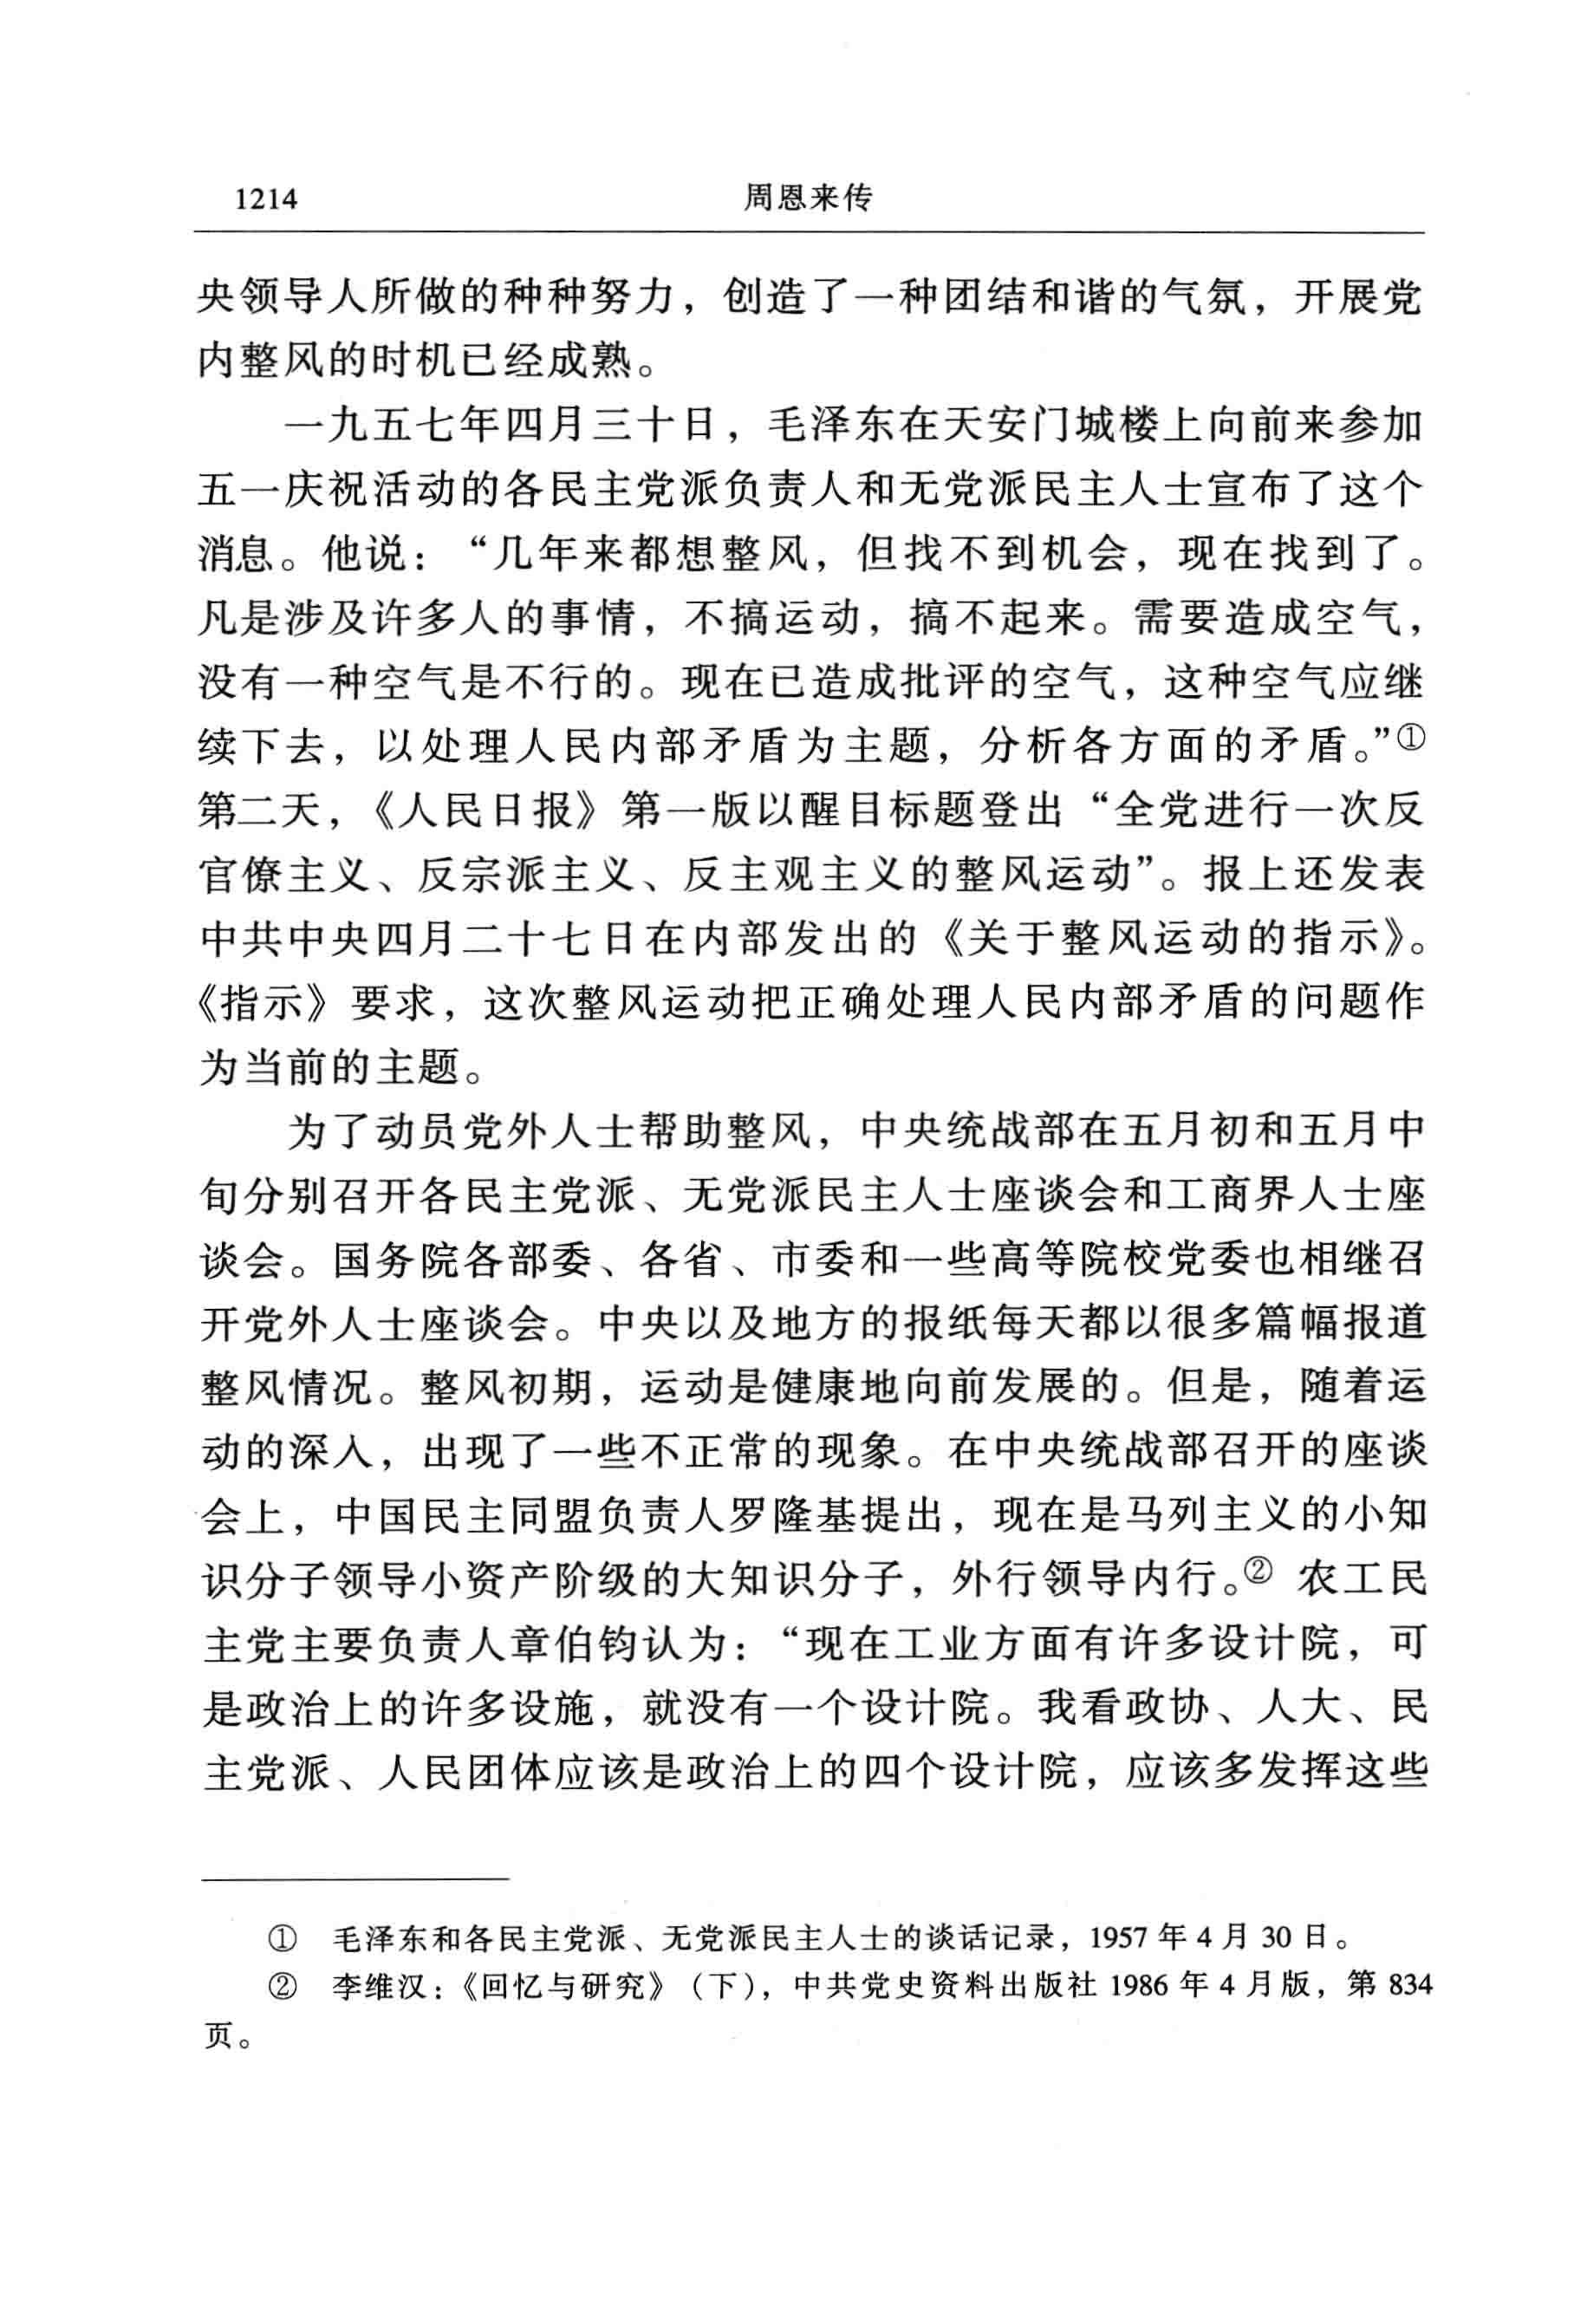 1214
周恩来传
央领导人所做的种种努力，创造了一种团结和谐的气氛，开展党
内整风的时机已经成熟。
一九五七年四月三十日，毛泽东在天安门城楼上向前来参加
五一庆祝活动的各民主党派负责人和无党派民主人士宣布了这个
消息。他说：“几年来都想整风，但找不到机会，现在找到了。
凡是涉及许多人的事情，不搞运动，搞不起来。需要造成空气，
没有一种空气是不行的。现在已造成批评的空气，这种空气应继
续下去，以处理人民内部矛盾为主题，分析各方面的矛盾。”①
第二天，《人民日报》第一版以醒目标题登出“全党进行一次反
官僚主义、反宗派主义、反主观主义的整风运动”。报上还发表
中共中央四月二十七日在内部发出的《关于整风运动的指示》。
《指示》要求，这次整风运动把正确处理人民内部矛盾的问题作
为当前的主题。
为了动员党外人士帮助整风，中央统战部在五月初和五月中
旬分别召开各民主党派、无党派民主人士座谈会和工商界人士座
谈会。国务院各部委、各省、市委和一些高等院校党委也相继召
开党外人士座谈会。中央以及地方的报纸每天都以很多篇幅报道
整风情况。整风初期，运动是健康地向前发展的。但是，随着运
动的深入，出现了一些不正常的现象。在中央统战部召开的座谈
会上，中国民主同盟负责人罗隆基提出，现在是马列主义的小知
识分子领导小资产阶级的大知识分子，外行领导内行。② 农工民
主党主要负责人章伯钧认为：“现在工业方面有许多设计院，可
是政治上的许多设施，就没有一个设计院。我看政协、人大、民
主党派、人民团体应该是政治上的四个设计院，应该多发挥这些
① 毛泽东和各民主党派、无党派民主人士的谈话记录，1957 年 4 月 30 日。
② 李维汉：《回忆与研究》（下），中共党史资料出版社 1986 年 4 月版，第 834
页。